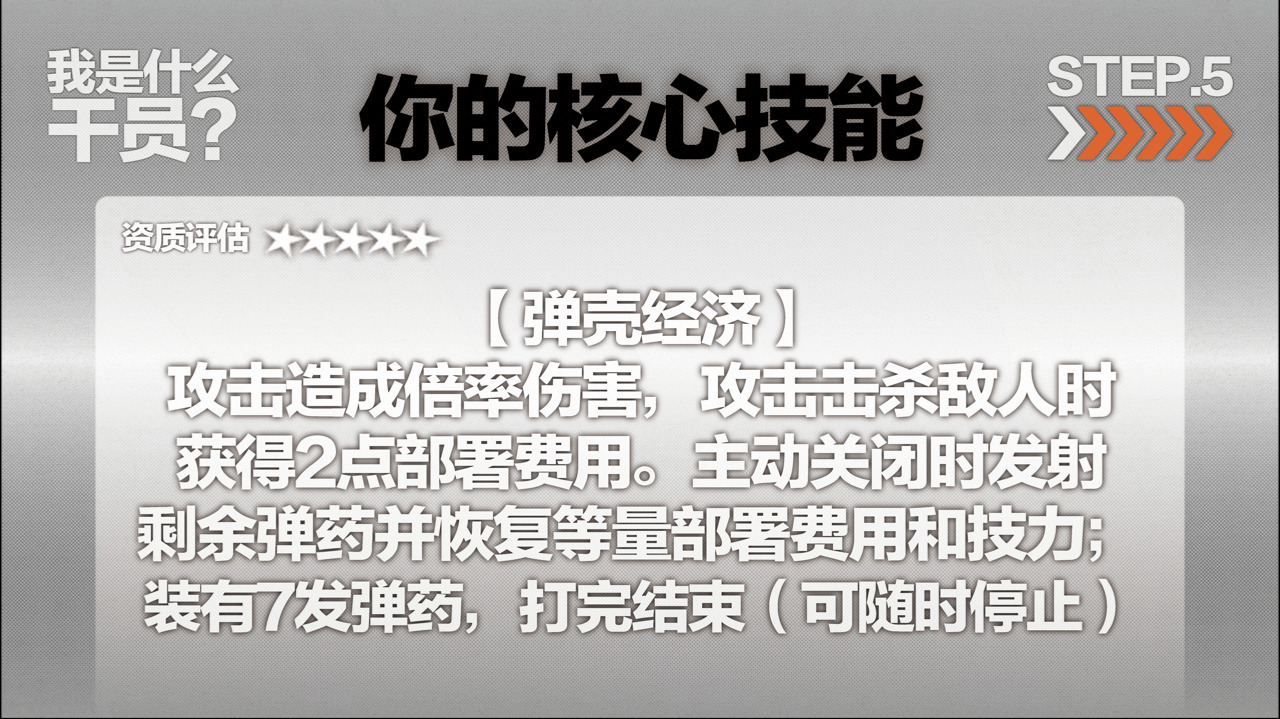 我是什么
干员?
你的核心技能
STEP.5
资质评估 ★★★★★
【弹壳经济】
攻击造成倍率伤害，攻击击杀敌人时
获得2点部署费用。主动关闭时发射
剩余弹药并恢复等量部署费用和技力；
装有7发弹药，打完结束（可随时停止）